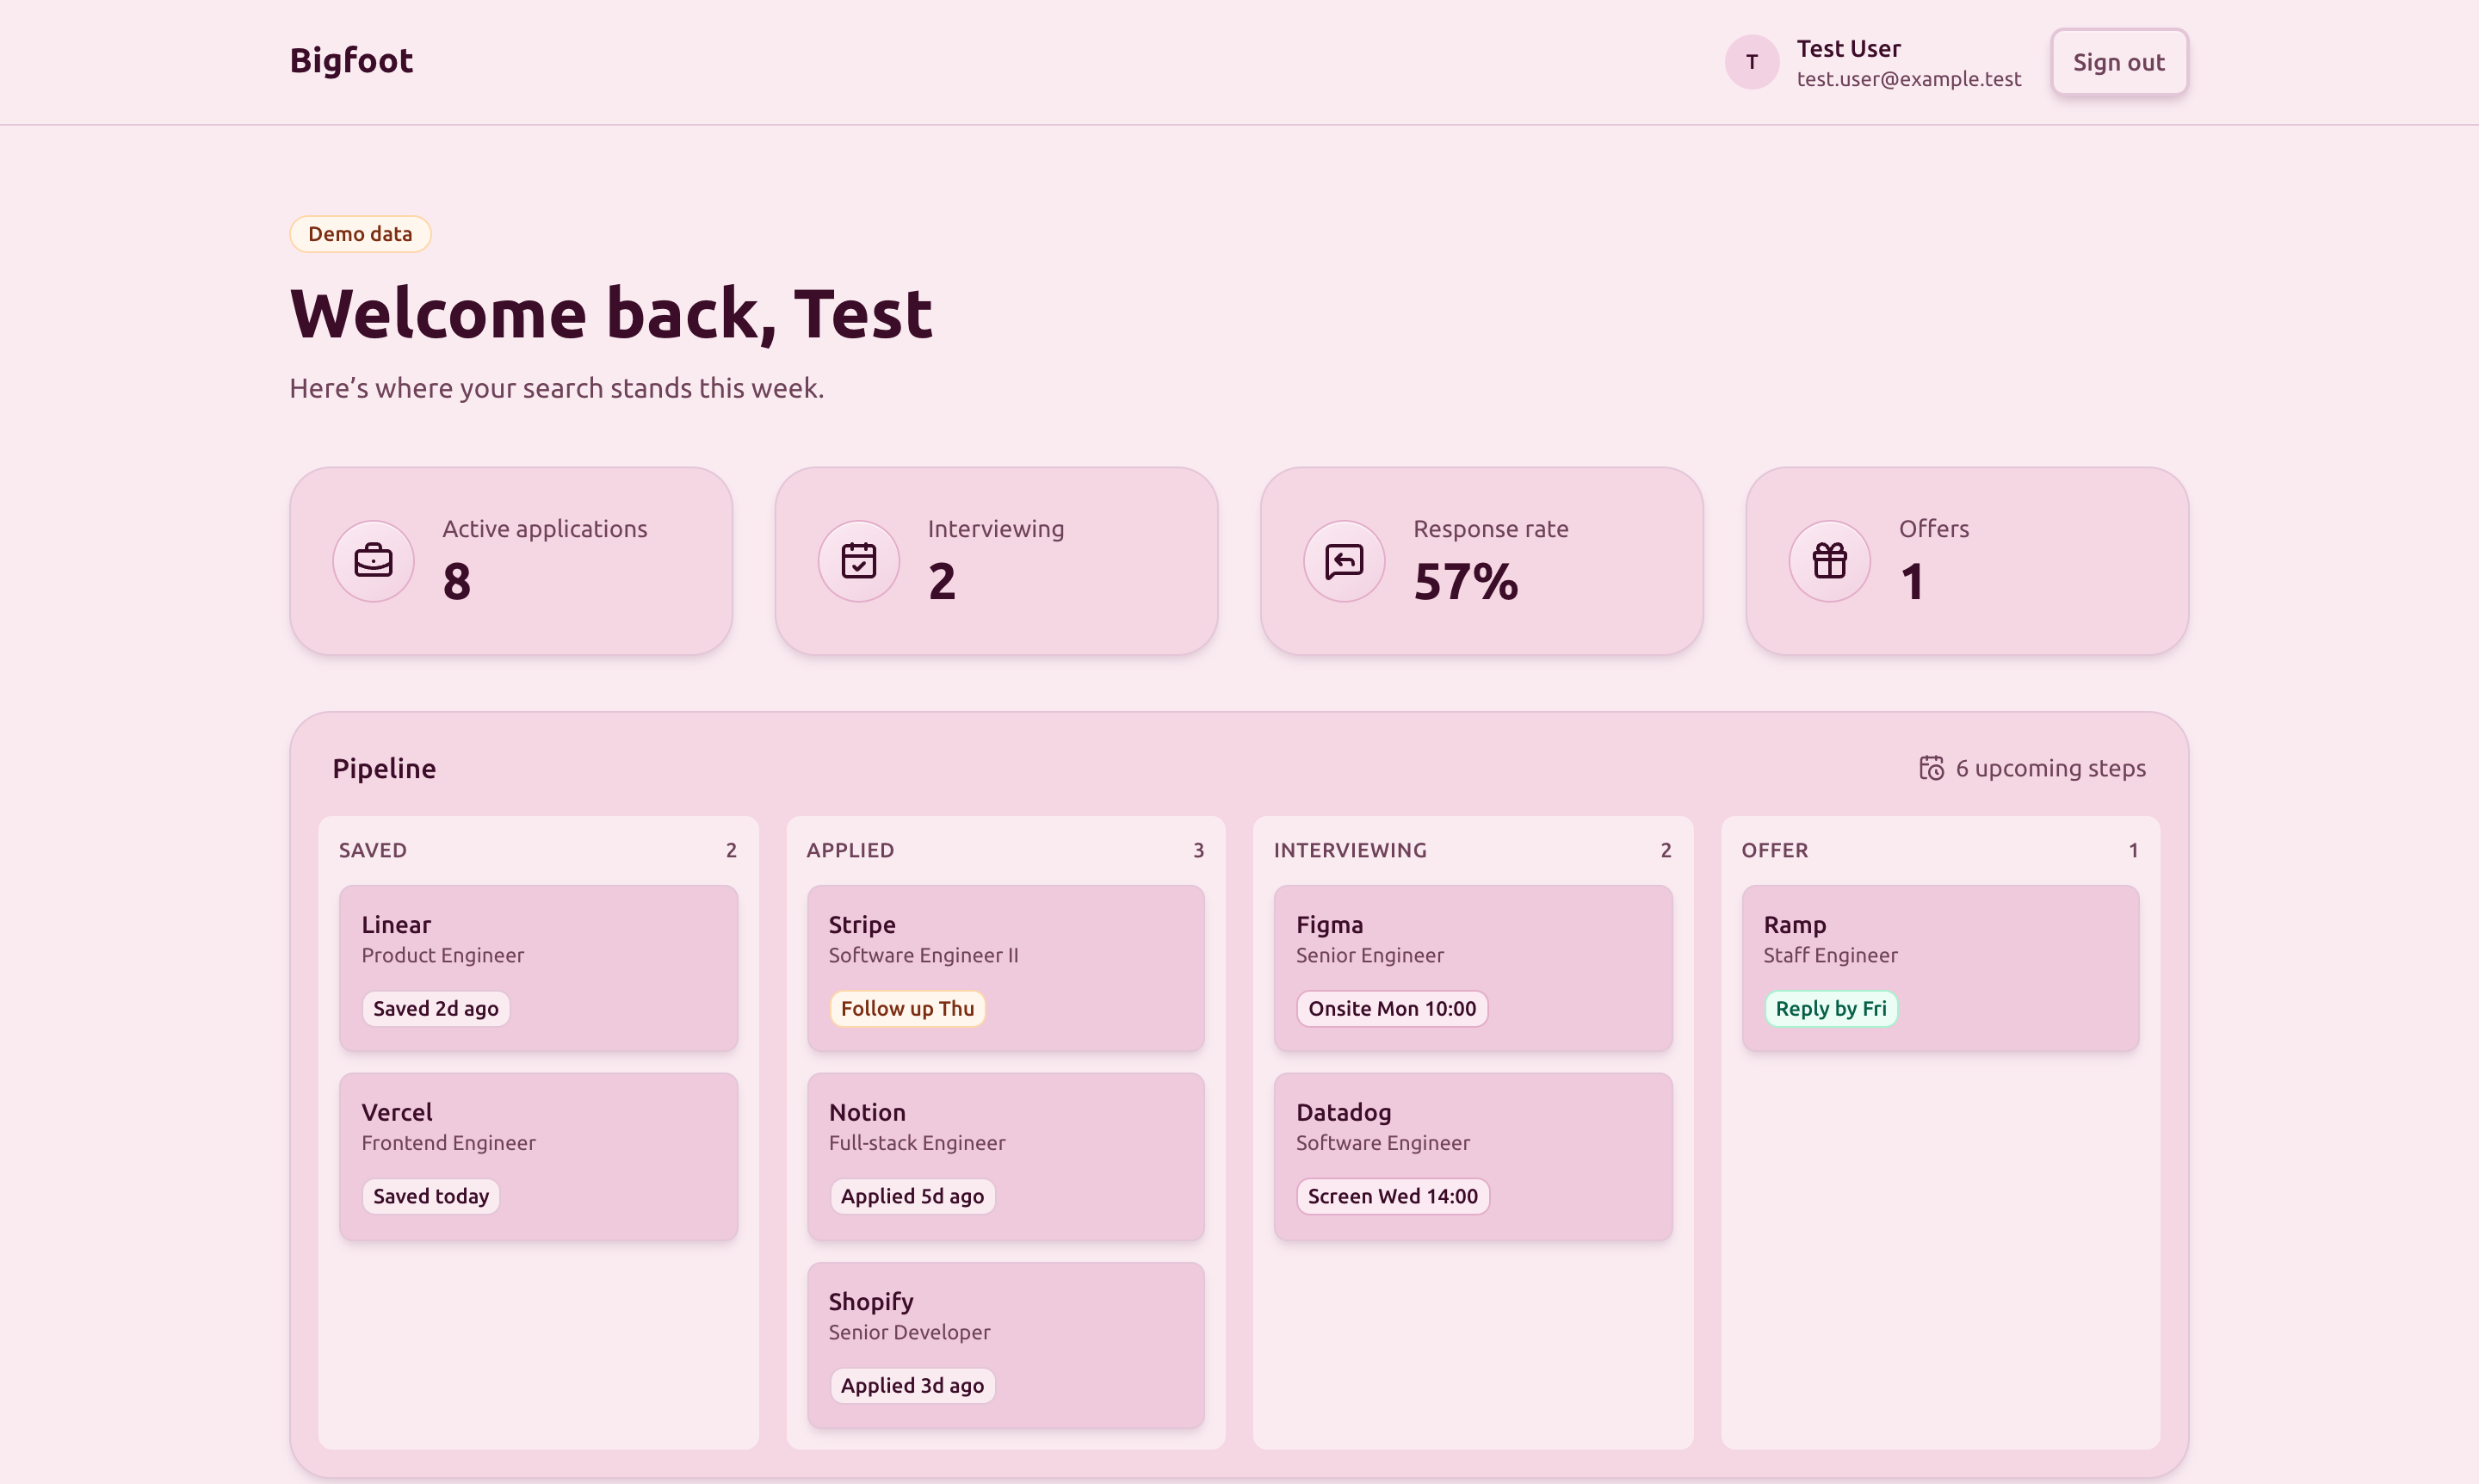 Bigfoot
T
Test User
test.user@example.test
Sign out
Demo data
Welcome back, Test
Here’s where your search stands this week.
Active applications
8
Interviewing
2
Response rate
57%
Offers
1
Pipeline
6 upcoming steps
SAVED 2
Linear
Product Engineer
Saved 2d ago
Vercel
Frontend Engineer
Saved today
APPLIED 3
Stripe
Software Engineer II
Follow up Thu
Notion
Full-stack Engineer
Applied 5d ago
Shopify
Senior Developer
Applied 3d ago
INTERVIEWING 2
Figma
Senior Engineer
Onsite Mon 10:00
Datadog
Software Engineer
Screen Wed 14:00
OFFER 1
Ramp
Staff Engineer
Reply by Fri